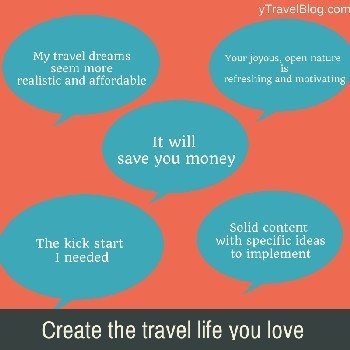 yTravelBlog.com
My travel dreams
seem more
realistic and affordable
Your joyous, open nature
is
refreshing and motivating
It will
save you money
The kick start
I needed
Solid content
with specific ideas
to implement
Create the travel life you love